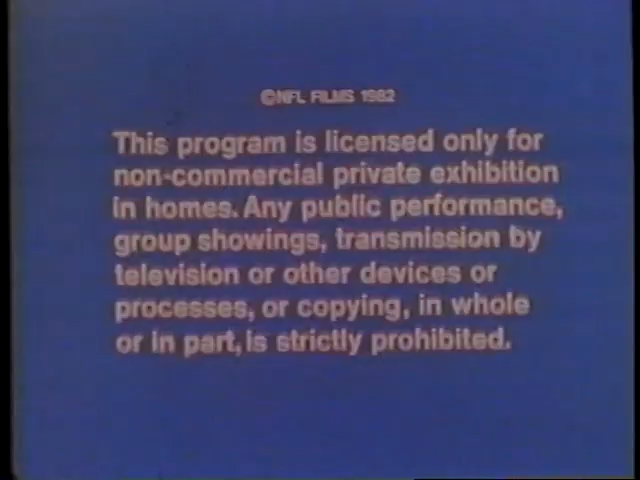 ©NFL FILMS 1982
This program is licensed only for
non-commercial private exhibition
in homes. Any public performance,
group showings, transmission by
television or other devices or
processes, or copying, in whole
or in part, is strictly prohibited.